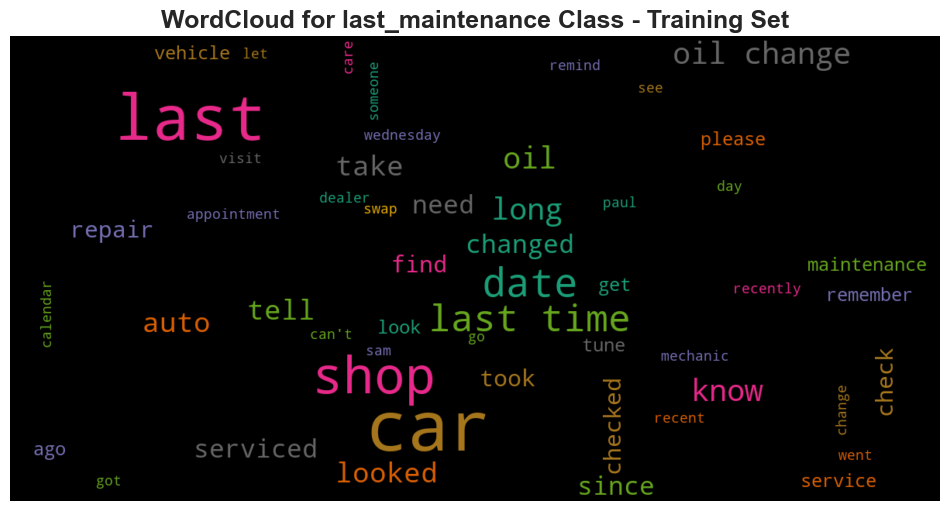 WordCloud for last_maintenance Class - Training Set
vehicle let
care
someone
remind
oil change
see
last
wednesday
please
visit
take
oil
day
dealer
swap
need
long
paul
appointment
repair
changed
find
date
get
maintenance
recently
remember
calendar
auto
tell
can't
look
last time
go
tune
sam
mechanic
shop
took
know
check
checked
change
recent
car
ago
serviced
looked
went
got
since
service